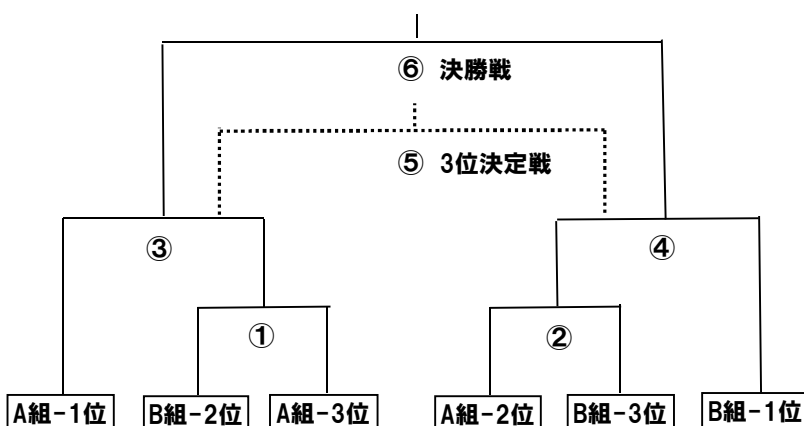 ⑥ 決勝戦
⑤ 3位決定戦
③
④
①
②
A組-1位
B組-2位
A組-3位
A組-2位
B組-3位
B組-1位